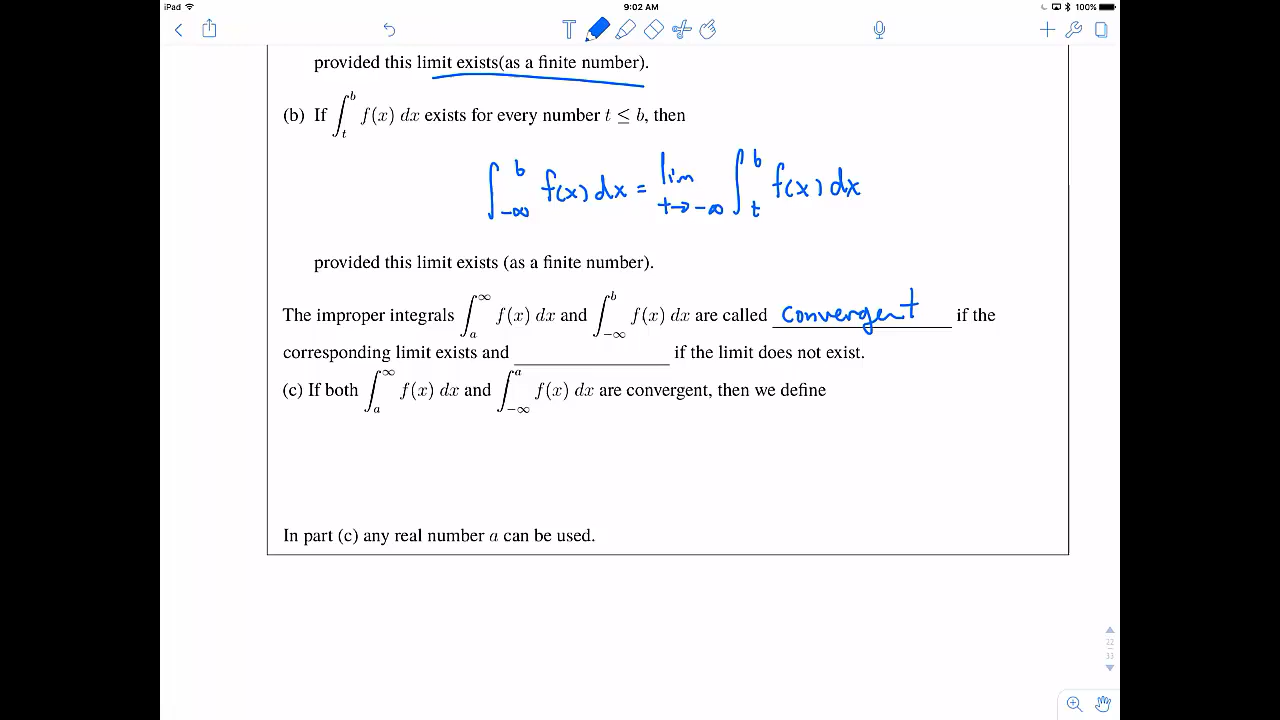 iPad 9:02 AM 100%
T
provided this limit exists(as a finite number).
(b) If ∫_t^b f(x) dx exists for every number t ≤ b, then
∫_{-∞}^b f(x) dx = lim_{t→-∞} ∫_t^b f(x) dx
provided this limit exists (as a finite number).
The improper integrals ∫_a^∞ f(x) dx and ∫_{-∞}^b f(x) dx are called convergent if the
corresponding limit exists and ____________ if the limit does not exist.
(c) If both ∫_a^∞ f(x) dx and ∫_{-∞}^a f(x) dx are convergent, then we define
In part (c) any real number a can be used.
22
33